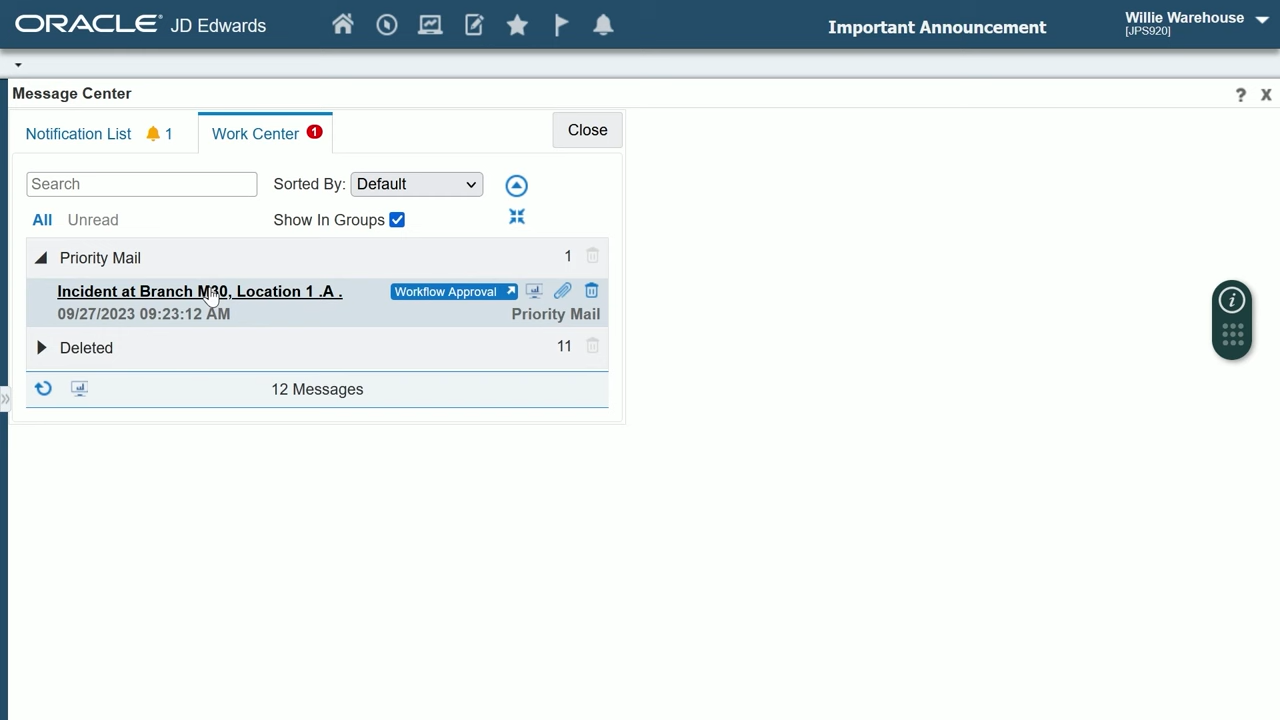 ORACLE JD Edwards
Important Announcement
Willie Warehouse
[JPS920]
Message Center
? X
Notification List 1
Work Center 1
Close
Search
Sorted By: Default
All Unread
Show In Groups
Priority Mail 1
Incident at Branch M30, Location 1 .A .
Workflow Approval
09/27/2023 09:23:12 AM
Priority Mail
Deleted 11
12 Messages